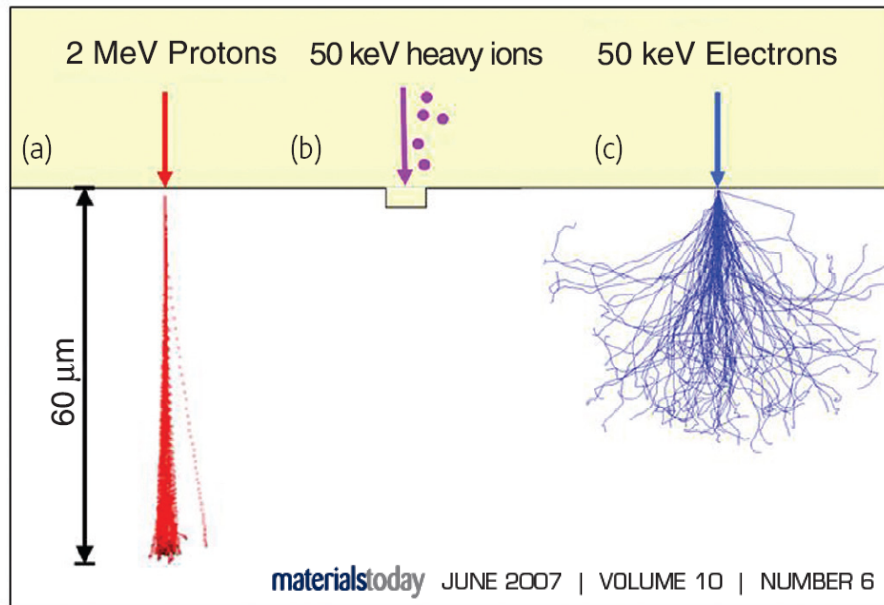 2 MeV Protons
50 keV heavy ions
50 keV Electrons
(a)
(b)
(c)
60 μm
materialstoday JUNE 2007 | VOLUME 10 | NUMBER 6